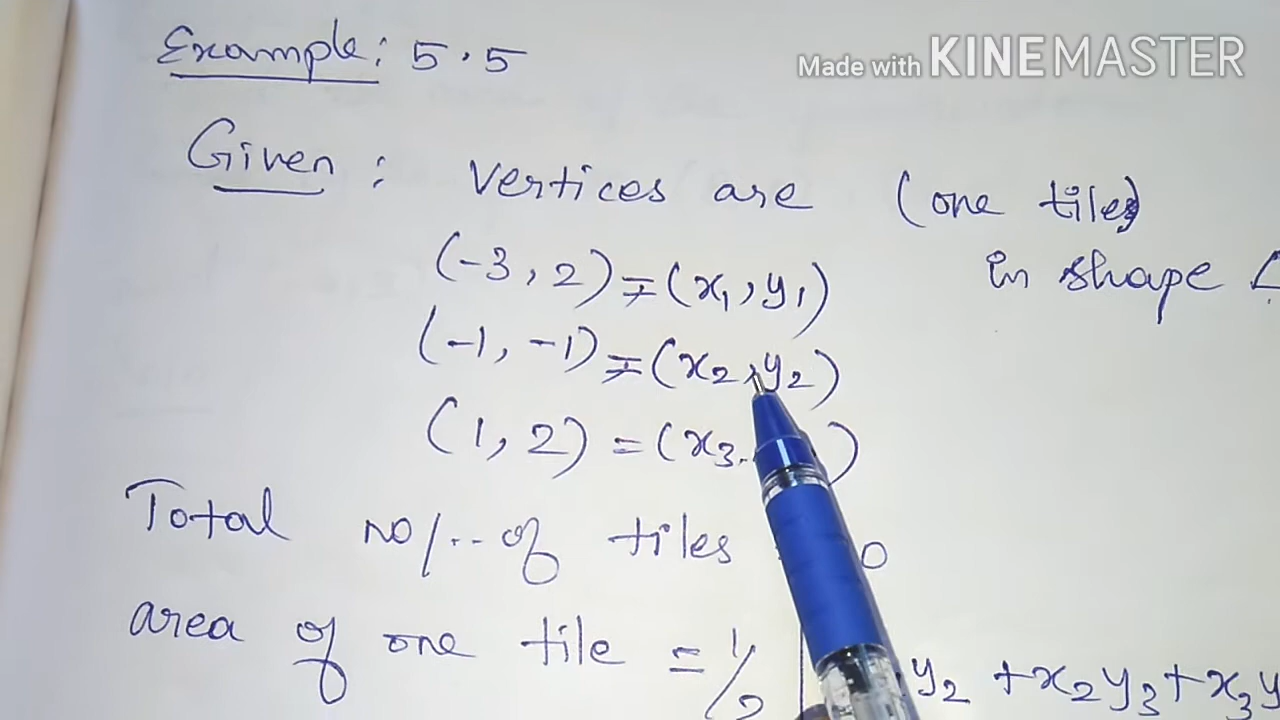 Example: 5.5
Made with KINEMASTER
Given: Vertices are (one tiles)
in shape
(-3, 2) = (x₁, y₁)
(-1, -1) = (x₂, y₂)
(1, 2) = (x₃
Total no/.. of tiles
area of one tile = 1/2
y₂ + x₂y₃ + x₃y